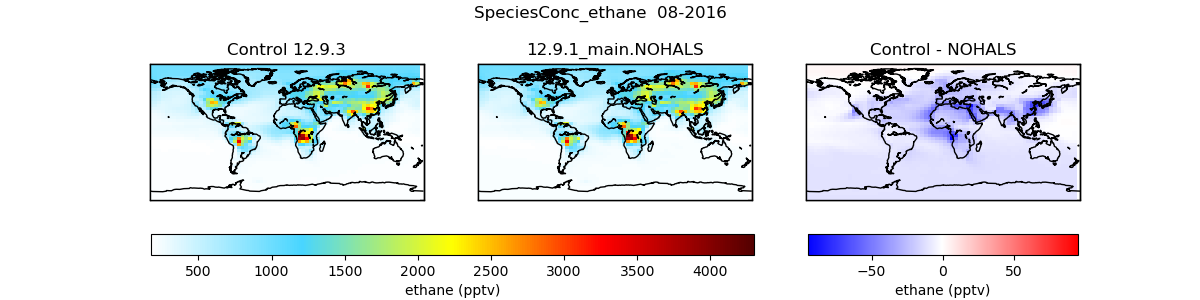 SpeciesConc_ethane  08-2016
Control 12.9.3
12.9.1_main.NOHALS
Control - NOHALS
500 1000 1500 2000 2500 3000 3500 4000
ethane (pptv)
−50 0 50
ethane (pptv)